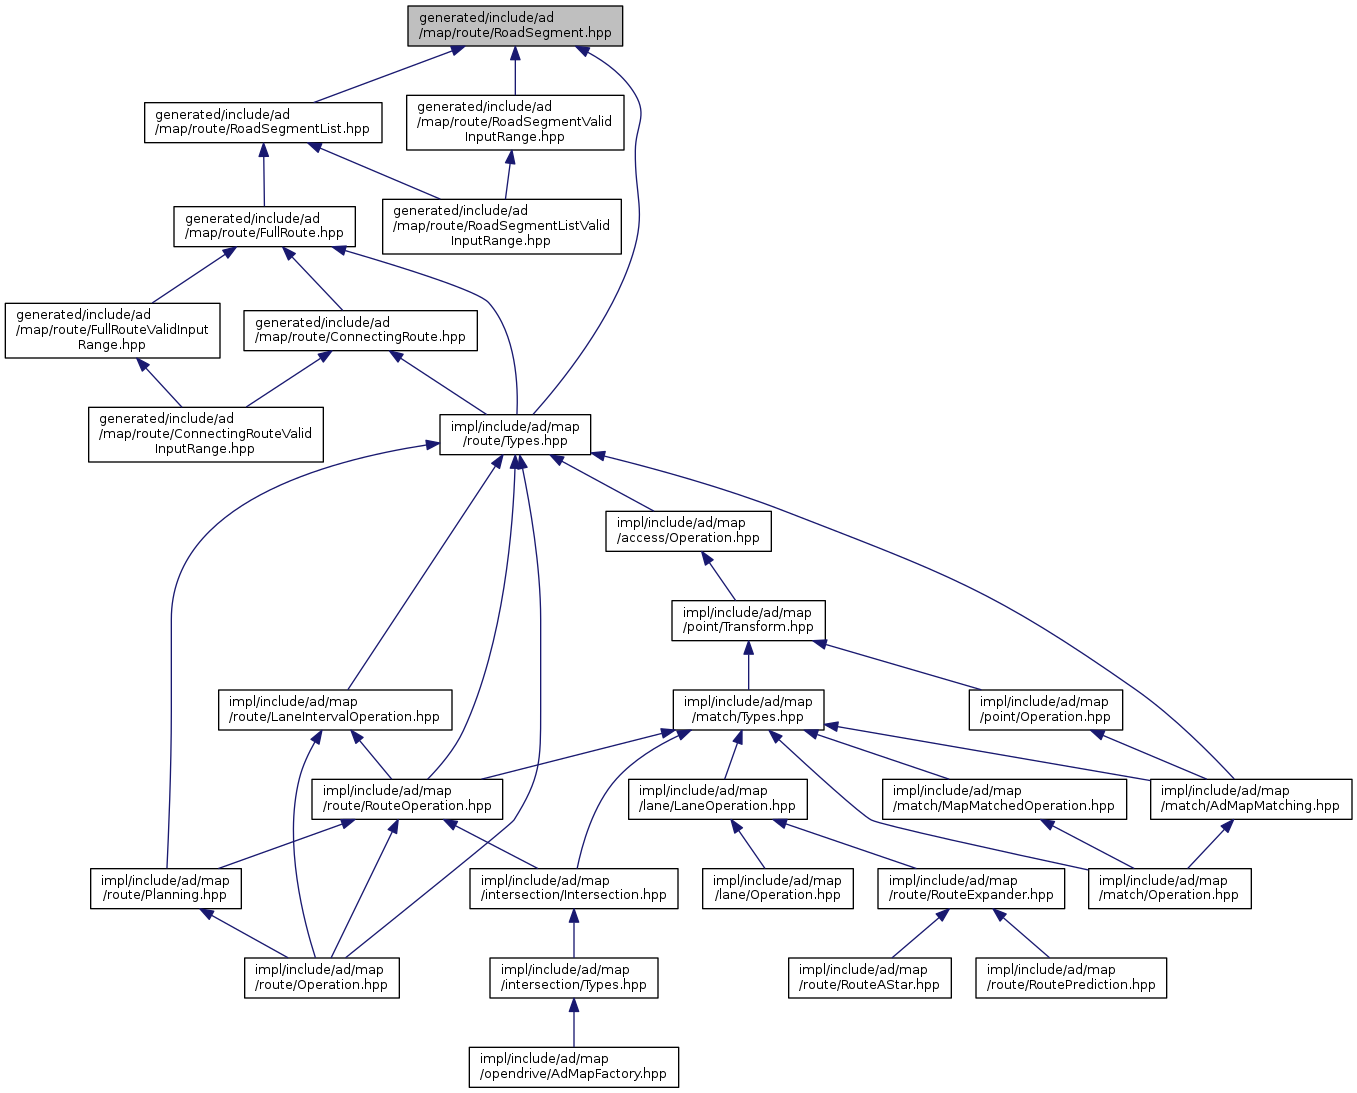 generated/include/ad
/map/route/RoadSegment.hpp
generated/include/ad
/map/route/RoadSegmentList.hpp
generated/include/ad
/map/route/RoadSegmentValid
InputRange.hpp
generated/include/ad
/map/route/FullRoute.hpp
generated/include/ad
/map/route/RoadSegmentListValid
InputRange.hpp
generated/include/ad
/map/route/FullRouteValidInput
Range.hpp
generated/include/ad
/map/route/ConnectingRoute.hpp
generated/include/ad
/map/route/ConnectingRouteValid
InputRange.hpp
impl/include/ad/map
/route/Types.hpp
impl/include/ad/map
/access/Operation.hpp
impl/include/ad/map
/point/Transform.hpp
impl/include/ad/map
/route/LaneIntervalOperation.hpp
impl/include/ad/map
/match/Types.hpp
impl/include/ad/map
/point/Operation.hpp
impl/include/ad/map
/route/RouteOperation.hpp
impl/include/ad/map
/lane/LaneOperation.hpp
impl/include/ad/map
/match/MapMatchedOperation.hpp
impl/include/ad/map
/match/AdMapMatching.hpp
impl/include/ad/map
/route/Planning.hpp
impl/include/ad/map
/intersection/Intersection.hpp
impl/include/ad/map
/lane/Operation.hpp
impl/include/ad/map
/route/RouteExpander.hpp
impl/include/ad/map
/match/Operation.hpp
impl/include/ad/map
/route/Operation.hpp
impl/include/ad/map
/intersection/Types.hpp
impl/include/ad/map
/route/RouteAStar.hpp
impl/include/ad/map
/route/RoutePrediction.hpp
impl/include/ad/map
/opendrive/AdMapFactory.hpp